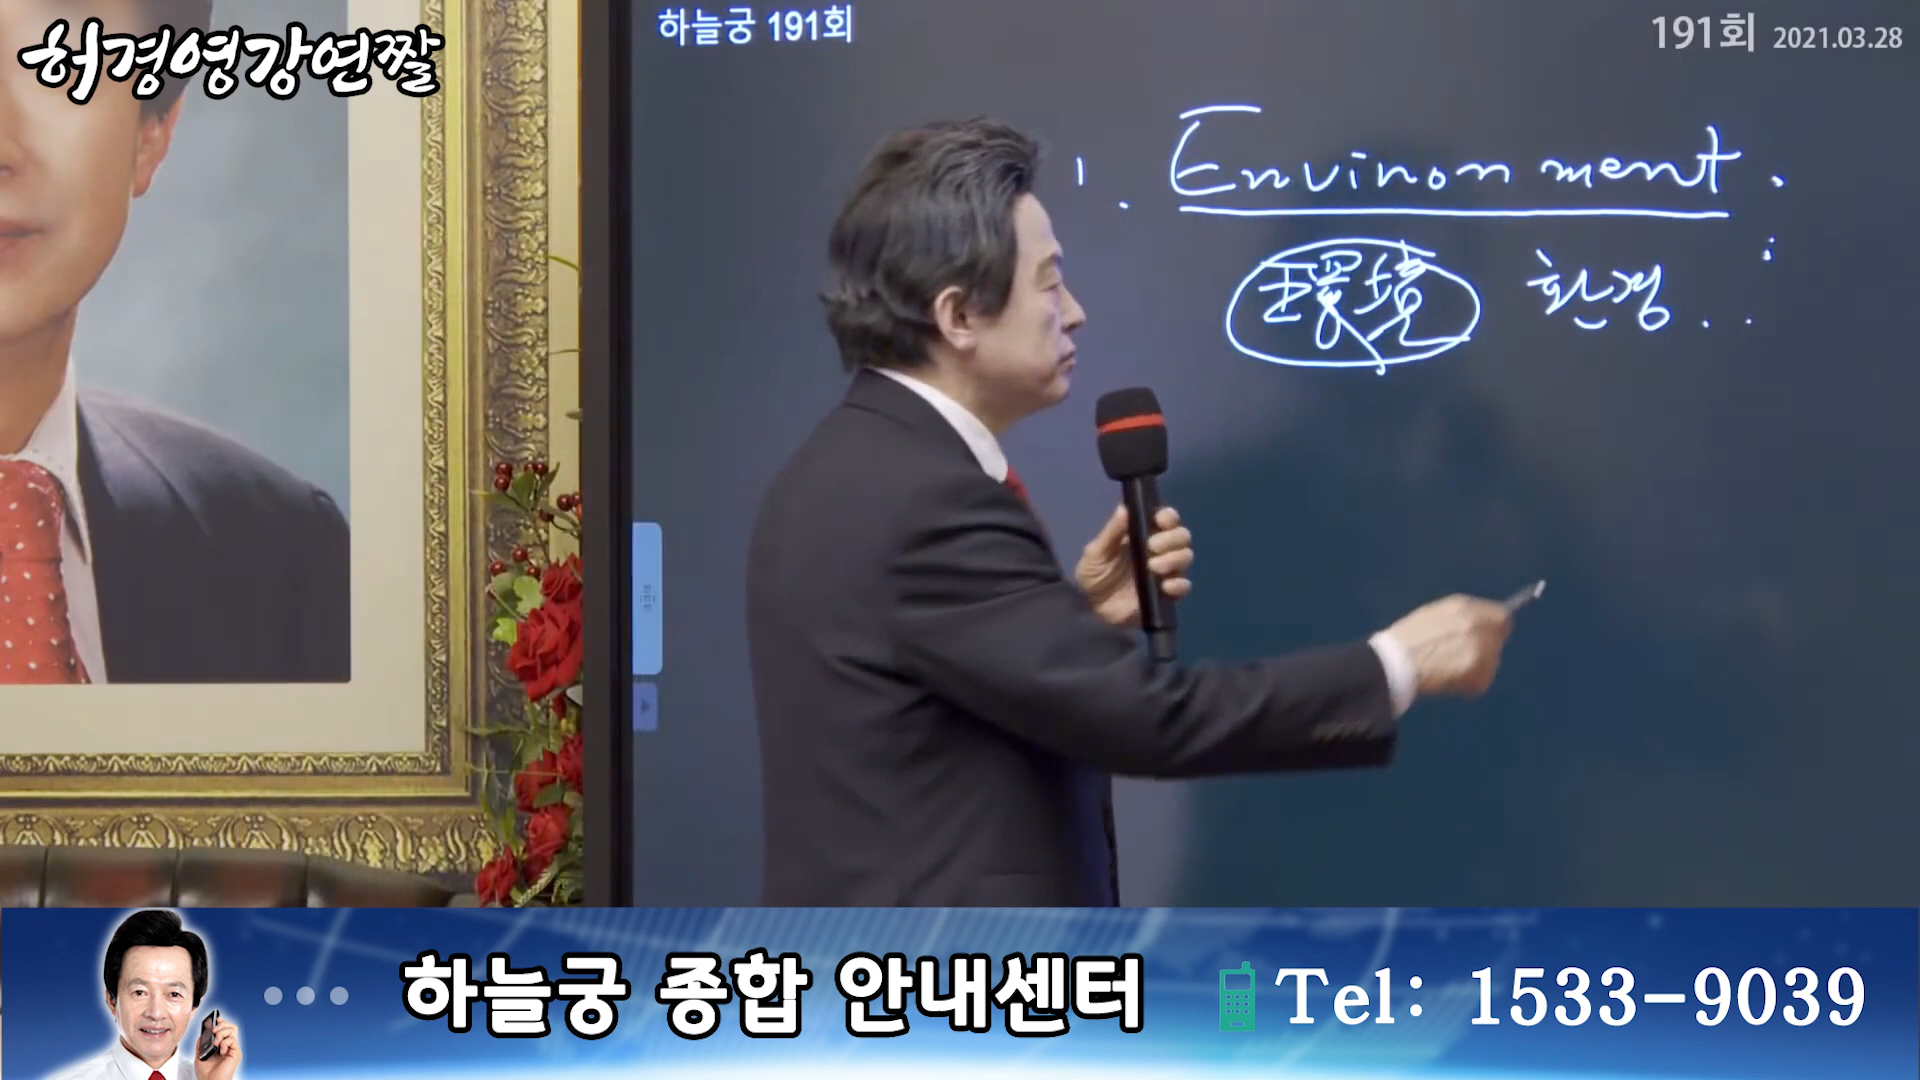 허경영강연짤
하늘궁 191회
191회 2021.03.28
1. Environment.
環境 환경..
하늘궁 종합 안내센터
Tel: 1533-9039